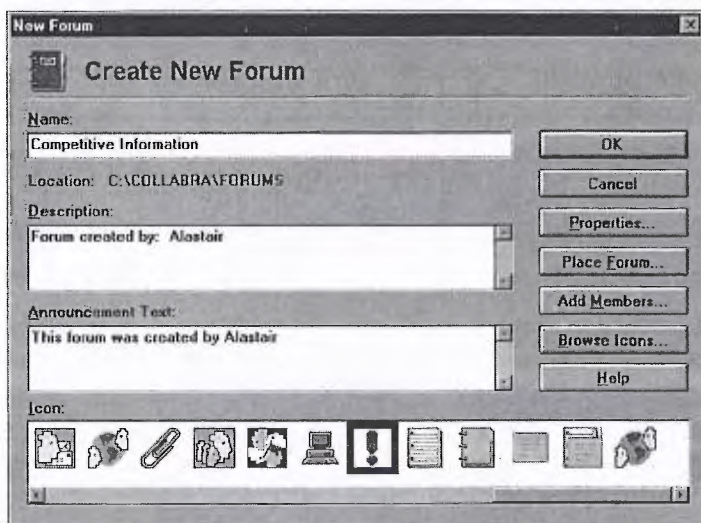 New Forum
Create New Forum
Name:
Competitive Information
OK
Location: C:\COLLABRA\FORUMS
Cancel
Description:
Properties...
Forum created by: Alastair
Place Forum...
Add Members...
Announcement Text:
This forum was created by Alastair
Browse Icons...
Help
Icon: